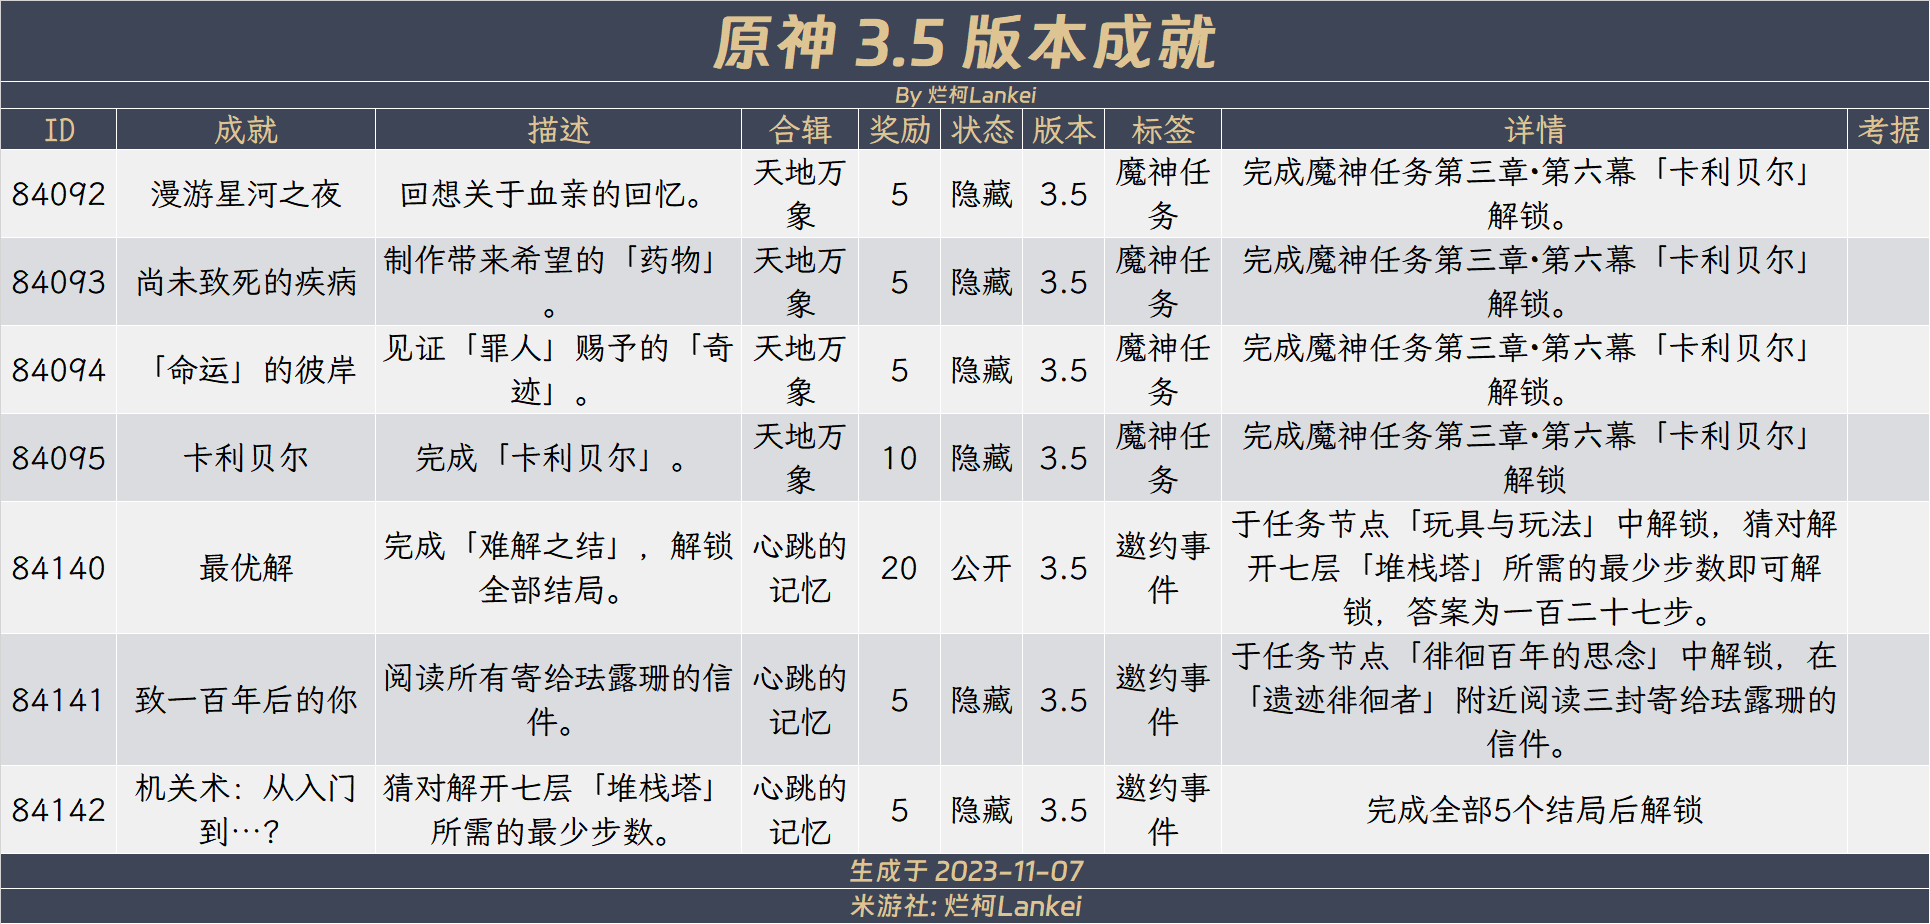 原神 3.5 版本成就
By 烂柯Lankei
ID 成就 描述 合辑 奖励 状态 版本 标签 详情 考据
84092 漫游星河之夜 回想关于血亲的回忆。 天地万象 5 隐藏 3.5 魔神任务 完成魔神任务第三章·第六幕「卡利贝尔」解锁。
84093 尚未致死的疾病 制作带来希望的「药物」。 天地万象 5 隐藏 3.5 魔神任务 完成魔神任务第三章·第六幕「卡利贝尔」解锁。
84094 「命运」的彼岸 见证「罪人」赐予的「奇迹」。 天地万象 5 隐藏 3.5 魔神任务 完成魔神任务第三章·第六幕「卡利贝尔」解锁。
84095 卡利贝尔 完成「卡利贝尔」。 天地万象 10 隐藏 3.5 魔神任务 完成魔神任务第三章·第六幕「卡利贝尔」解锁
84140 最优解 完成「难解之结」，解锁全部结局。 心跳的记忆 20 公开 3.5 邀约事件 于任务节点「玩具与玩法」中解锁，猜对解开七层「堆栈塔」所需的最少步数即可解锁，答案为一百二十七步。
84141 致一百年后的你 阅读所有寄给珐露珊的信件。 心跳的记忆 5 隐藏 3.5 邀约事件 于任务节点「徘徊百年的思念」中解锁，在「遗迹徘徊者」附近阅读三封寄给珐露珊的信件。
84142 机关术：从入门到…？ 猜对解开七层「堆栈塔」所需的最少步数。 心跳的记忆 5 隐藏 3.5 邀约事件 完成全部5个结局后解锁
生成于 2023-11-07
米游社: 烂柯Lankei